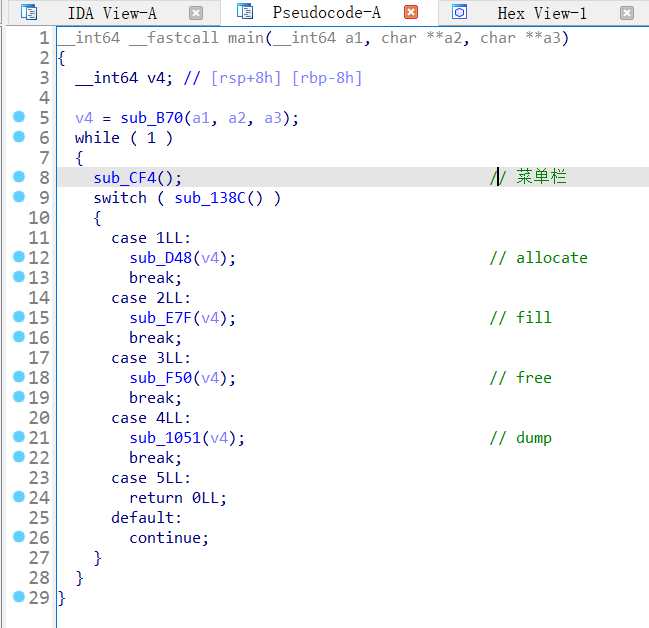 IDA View-A Pseudocode-A Hex View-1
1 __int64 __fastcall main(__int64 a1, char **a2, char **a3)
2 {
3   __int64 v4; // [rsp+8h] [rbp-8h]
4
5   v4 = sub_B70(a1, a2, a3);
6   while ( 1 )
7   {
8     sub_CF4();                                  // 菜单栏
9     switch ( sub_138C() )
10     {
11       case 1LL:
12         sub_D48(v4);                            // allocate
13         break;
14       case 2LL:
15         sub_E7F(v4);                            // fill
16         break;
17       case 3LL:
18         sub_F50(v4);                            // free
19         break;
20       case 4LL:
21         sub_1051(v4);                           // dump
22         break;
23       case 5LL:
24         return 0LL;
25       default:
26         continue;
27     }
28   }
29 }